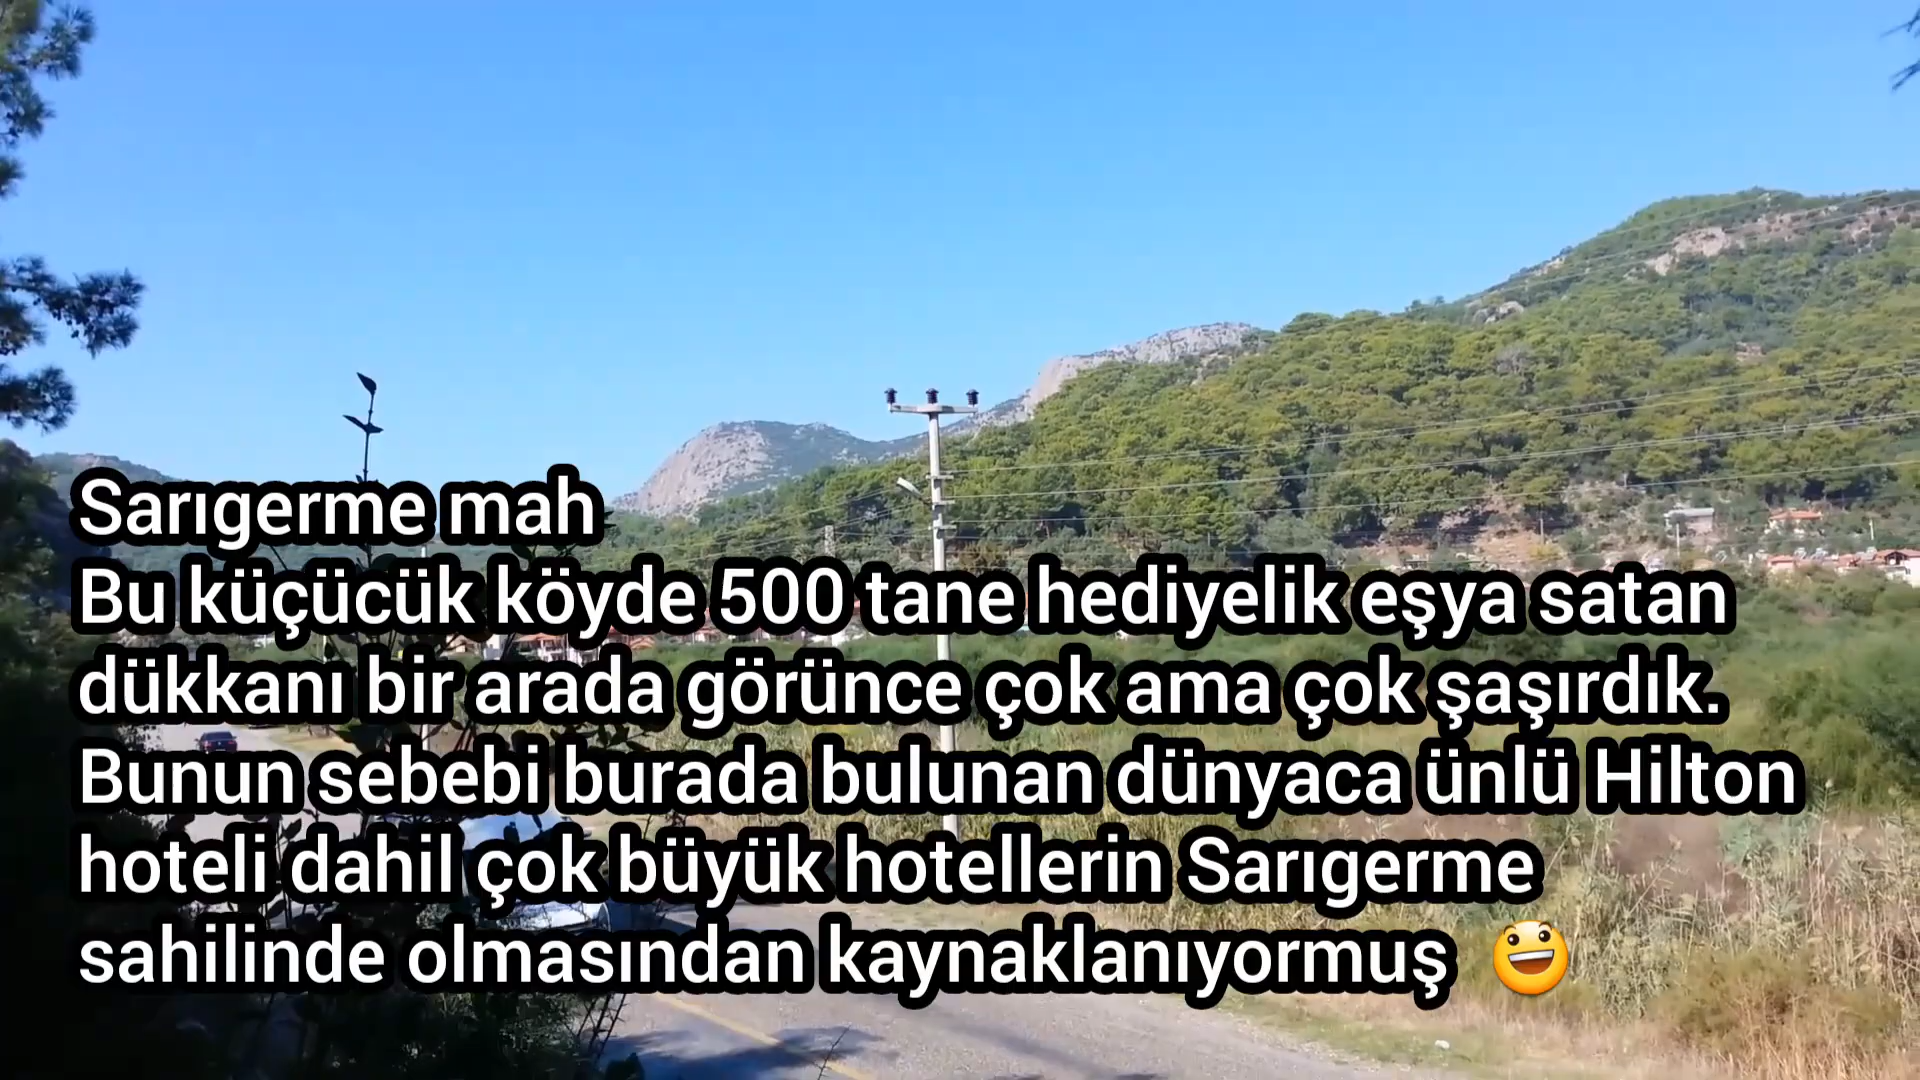 Sarıgerme mah
Bu küçücük köyde 500 tane hediyelik eşya satan
dükkanı bir arada görünce çok ama çok şaşırdık.
Bunun sebebi burada bulunan dünyaca ünlü Hilton
hoteli dahil çok büyük hotellerin Sarıgerme
sahilinde olmasından kaynaklanıyormuş 😃